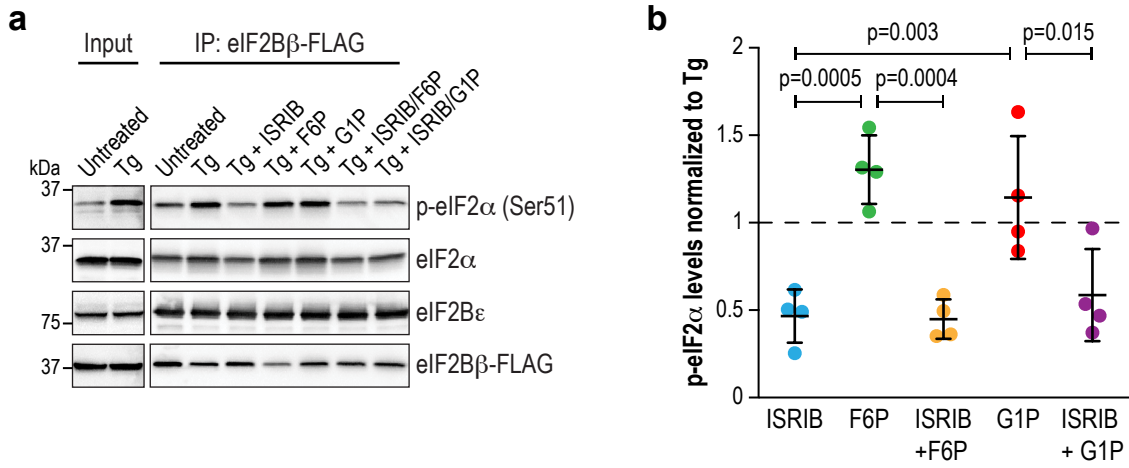 a
Input
IP: eIF2Bβ-FLAG
Untreated
Tg
Untreated
Tg
Tg + ISRIB
Tg + F6P
Tg + G1P
Tg + ISRIB/F6P
Tg + ISRIB/G1P
kDa
37
p-eIF2α (Ser51)
37
eIF2α
75
eIF2Bε
37
eIF2Bβ-FLAG
b
p-eIF2α levels normalized to Tg
2
1.5
1
0.5
0
p=0.003
p=0.015
p=0.0005
p=0.0004
ISRIB
F6P
ISRIB
+F6P
G1P
ISRIB
+ G1P